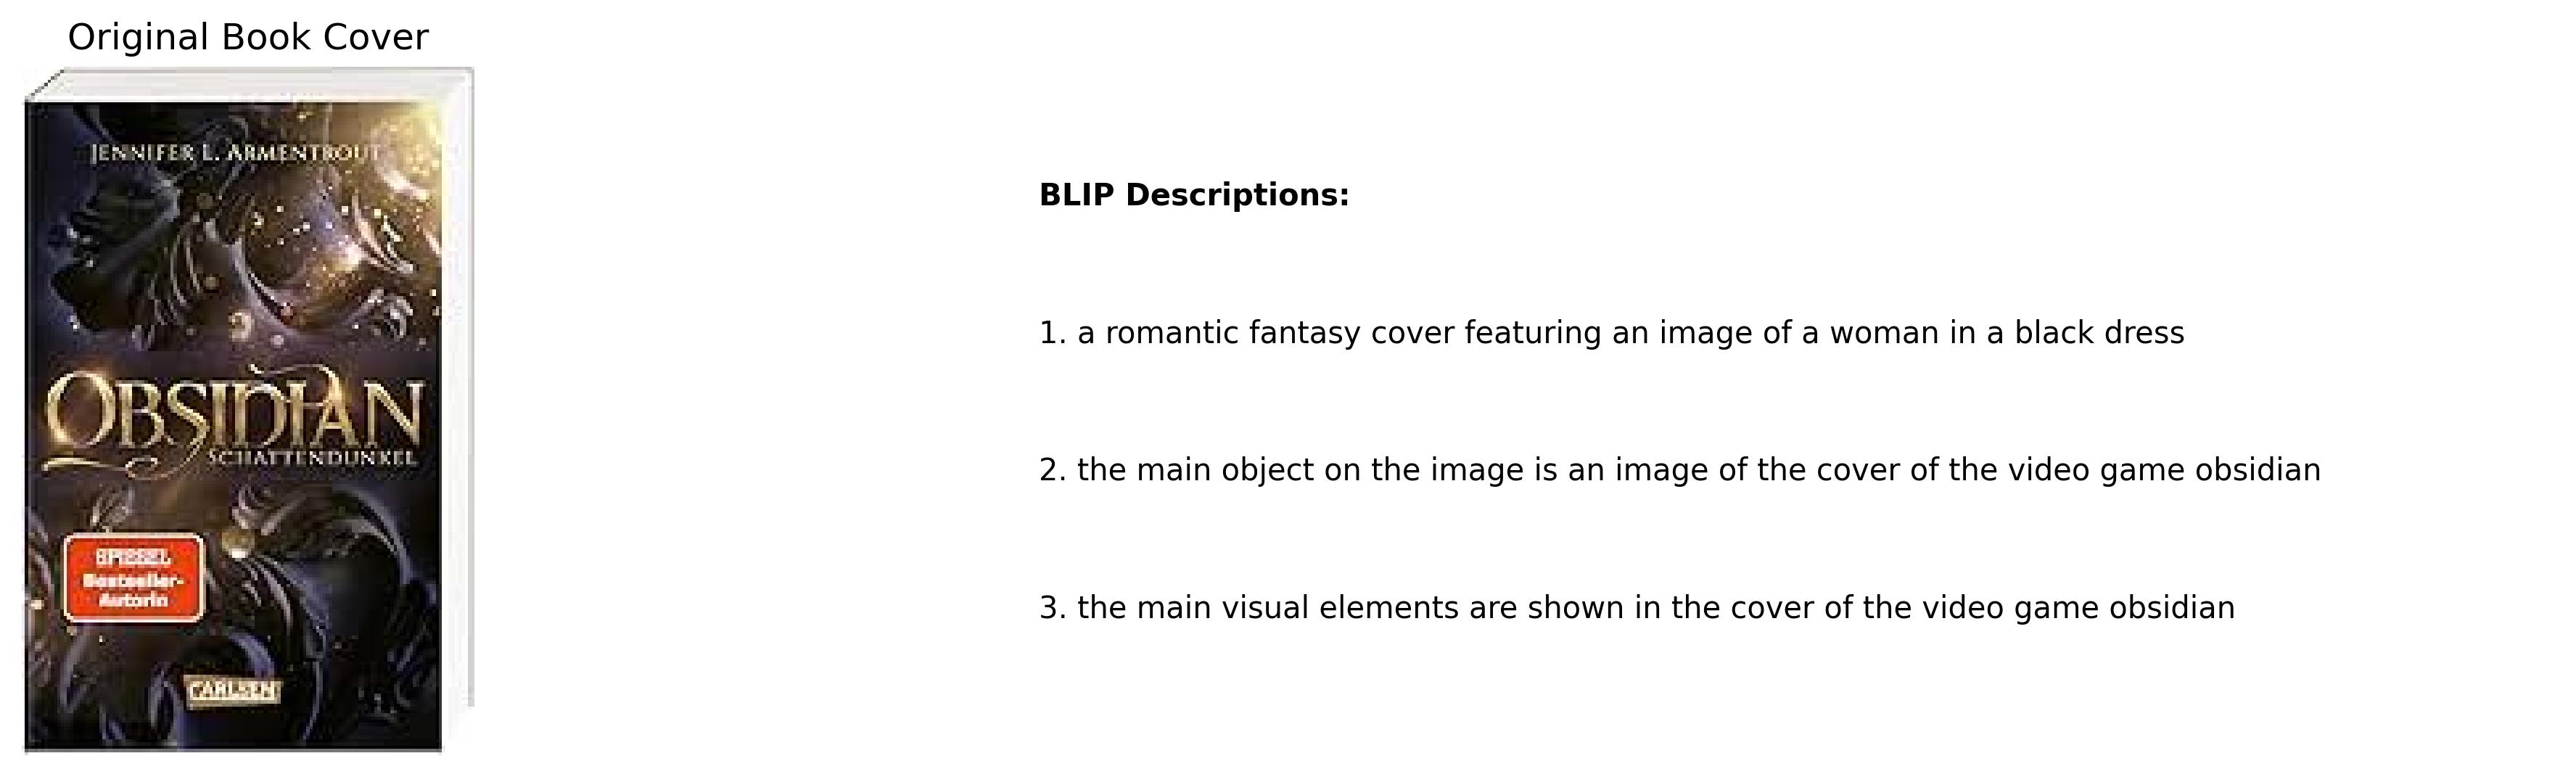 Original Book Cover
JENNIFER L. ARMENTROUT
OBSIDIAN
SCHATTENDUNKEL
SPIEGEL
Bestseller-
Autorin
CARLSEN
BLIP Descriptions:
1. a romantic fantasy cover featuring an image of a woman in a black dress
2. the main object on the image is an image of the cover of the video game obsidian
3. the main visual elements are shown in the cover of the video game obsidian